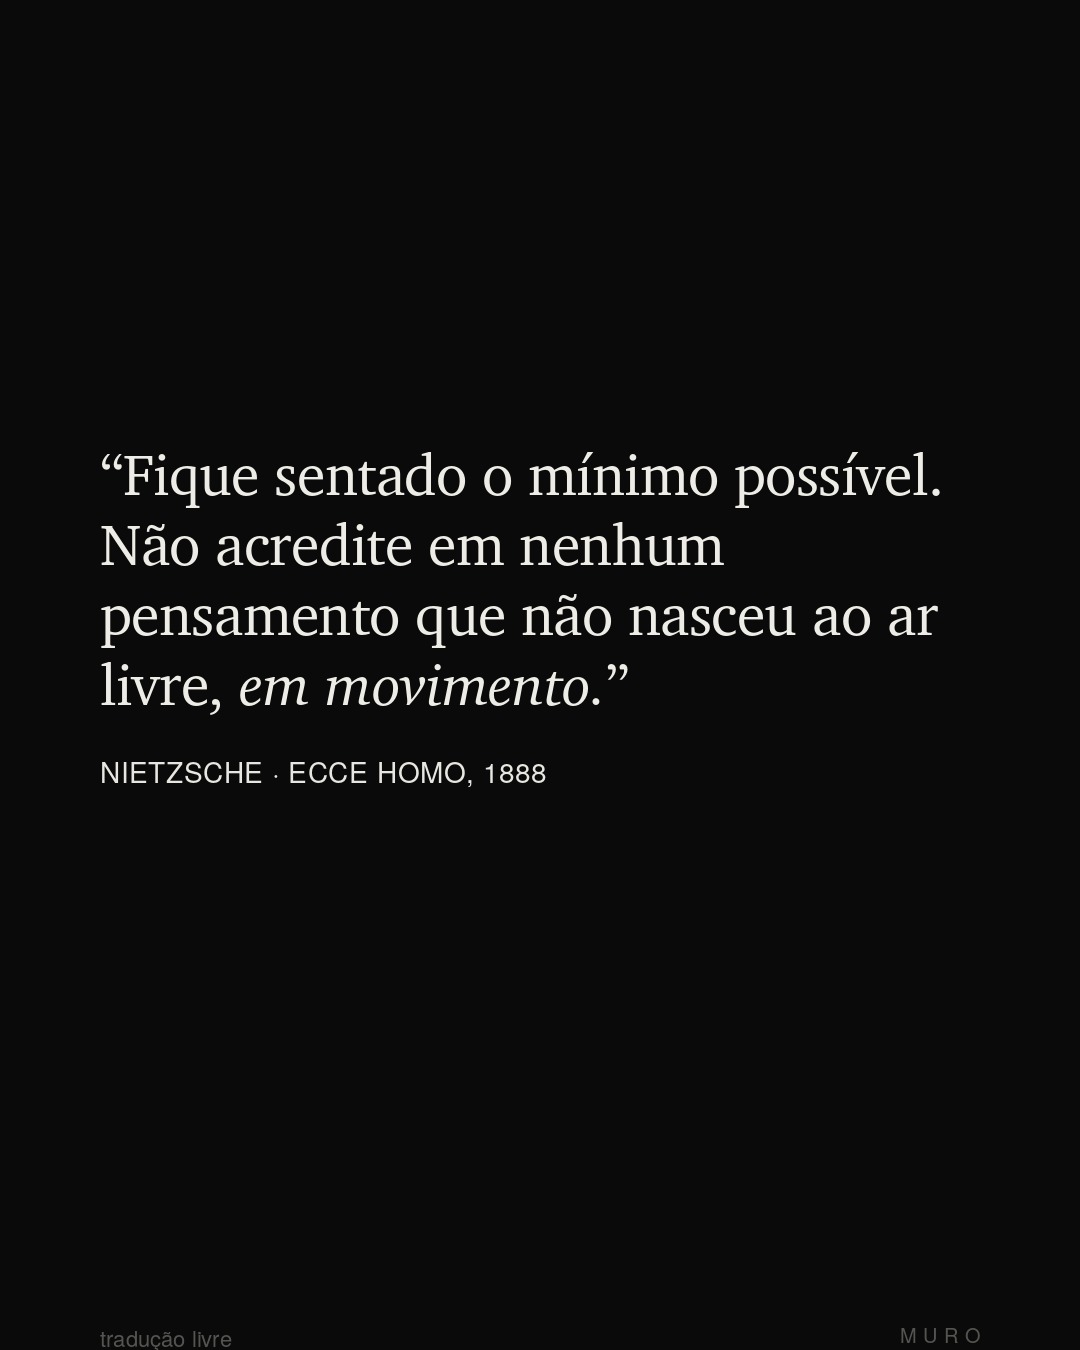 “Fique sentado o mínimo possível.
Não acredite em nenhum
pensamento que não nasceu ao ar
livre, em movimento.”
NIETZSCHE · ECCE HOMO, 1888
tradução livre
MURO